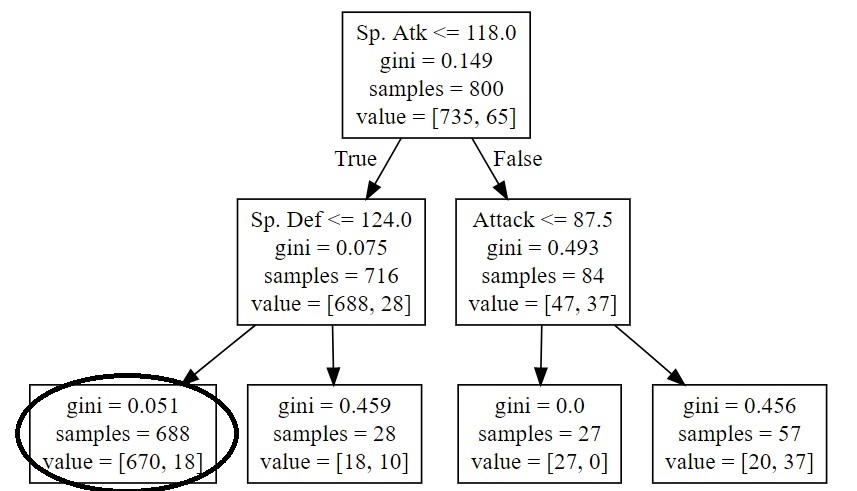 Sp. Atk <= 118.0
gini = 0.149
samples = 800
value = [735, 65]
True
False
Sp. Def <= 124.0
gini = 0.075
samples = 716
value = [688, 28]
Attack <= 87.5
gini = 0.493
samples = 84
value = [47, 37]
gini = 0.051
samples = 688
value = [670, 18]
gini = 0.459
samples = 28
value = [18, 10]
gini = 0.0
samples = 27
value = [27, 0]
gini = 0.456
samples = 57
value = [20, 37]